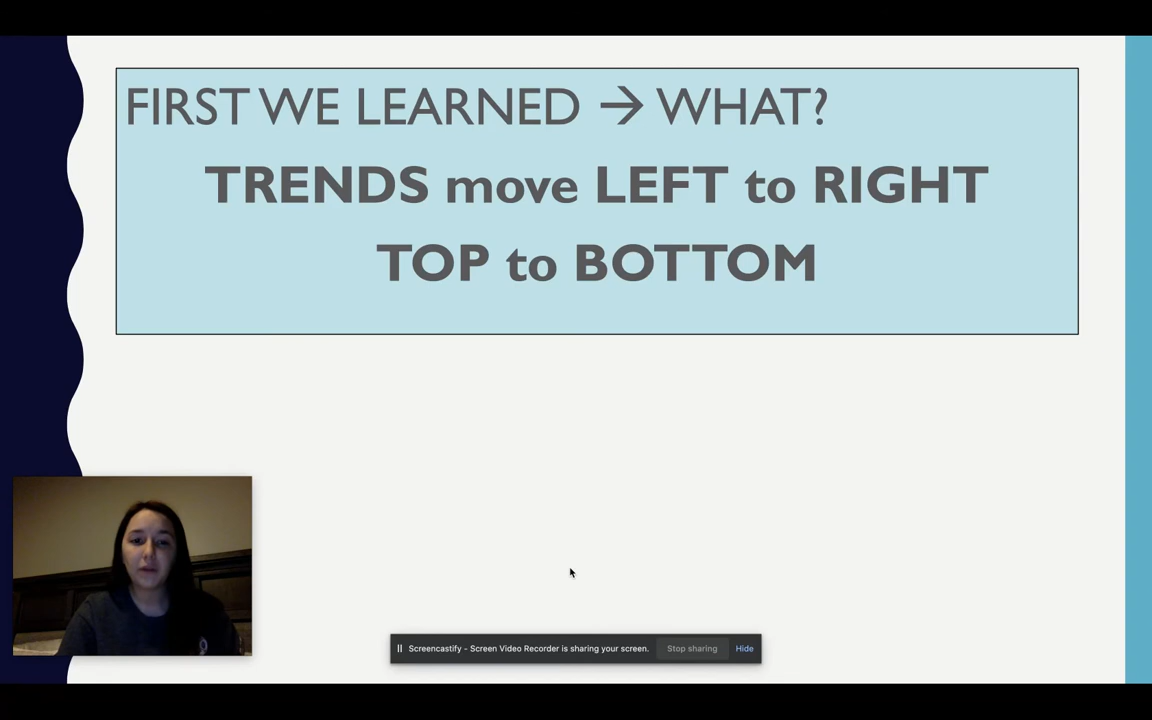 FIRST WE LEARNED → WHAT?
TRENDS move LEFT to RIGHT
TOP to BOTTOM
Screencastify - Screen Video Recorder is sharing your screen. Stop sharing Hide